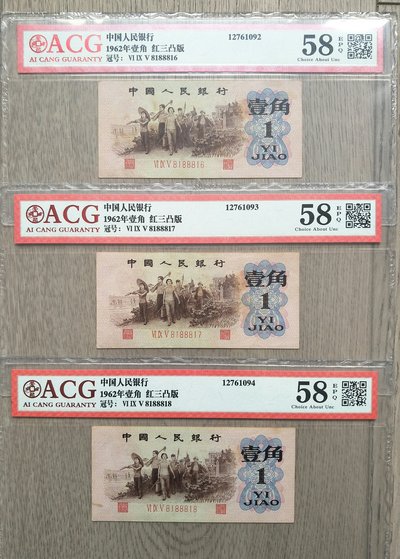 ACG
AI CANG GUARANTY
中国人民银行
12761092
1962年壹角 红三凸版
冠号: VI IX V 8188816
58
EPQ
Choice About Unc
中國人民銀行
壹角
1
YI
JIAO
VI IX V 8188816
ACG
AI CANG GUARANTY
中国人民银行
12761093
1962年壹角 红三凸版
冠号: VI IX V 8188817
58
EPQ
Choice About Unc
中國人民銀行
壹角
1
YI
JIAO
VI IX V 8188817
ACG
AI CANG GUARANTY
中国人民银行
12761094
1962年壹角 红三凸版
冠号: VI IX V 8188818
58
EPQ
Choice About Unc
中國人民銀行
壹角
1
YI
JIAO
VI IX V 8188818